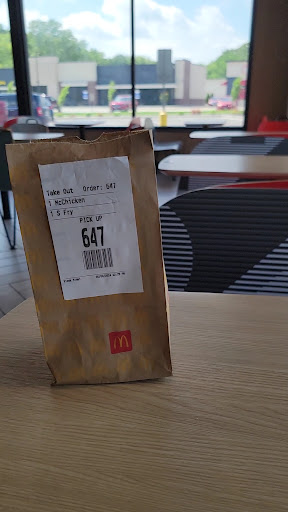 Take Out Order: 647
1 McChicken
1 S Fry
PICK UP
647